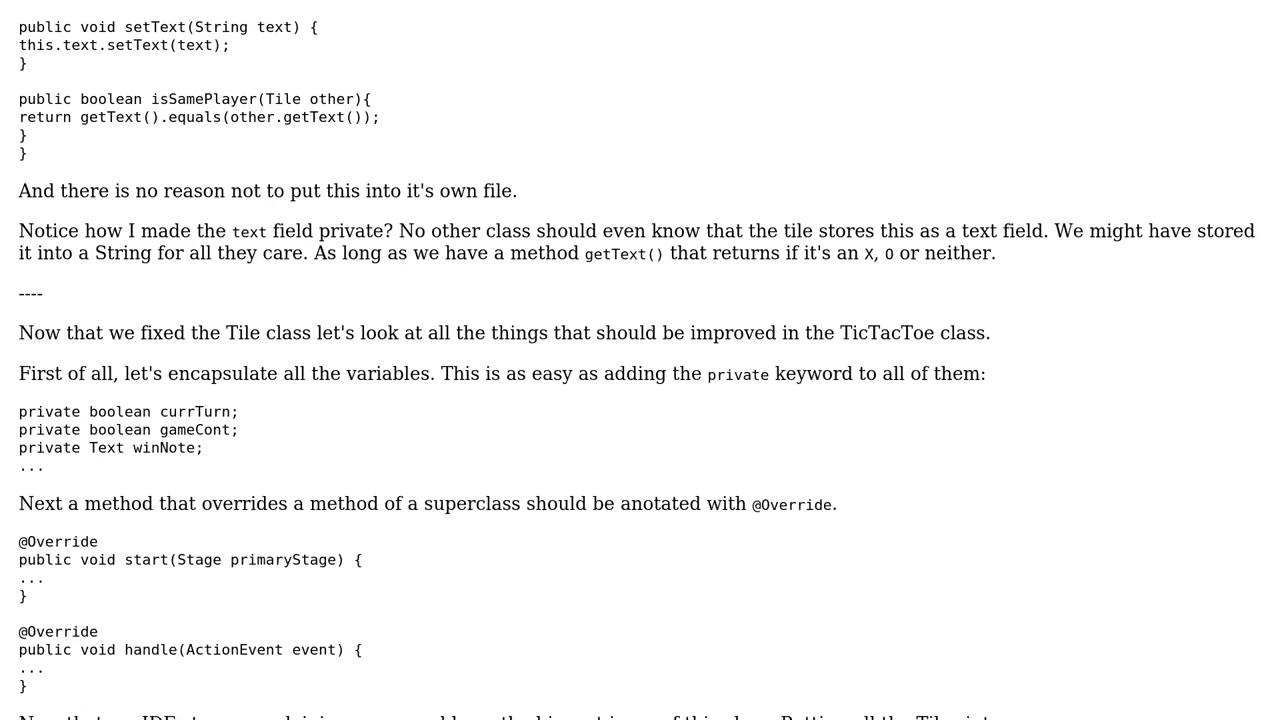 public void setText(String text) {
this.text.setText(text);
}
public boolean isSamePlayer(Tile other){
return getText().equals(other.getText());
}
}
And there is no reason not to put this into it's own file.
Notice how I made the text field private? No other class should even know that the tile stores this as a text field. We might have stored
it into a String for all they care. As long as we have a method getText() that returns if it's an X, O or neither.
----
Now that we fixed the Tile class let's look at all the things that should be improved in the TicTacToe class.
First of all, let's encapsulate all the variables. This is as easy as adding the private keyword to all of them:
private boolean currTurn;
private boolean gameCont;
private Text winNote;
...
Next a method that overrides a method of a superclass should be anotated with @Override.
@Override
public void start(Stage primaryStage) {
...
}
@Override
public void handle(ActionEvent event) {
...
}